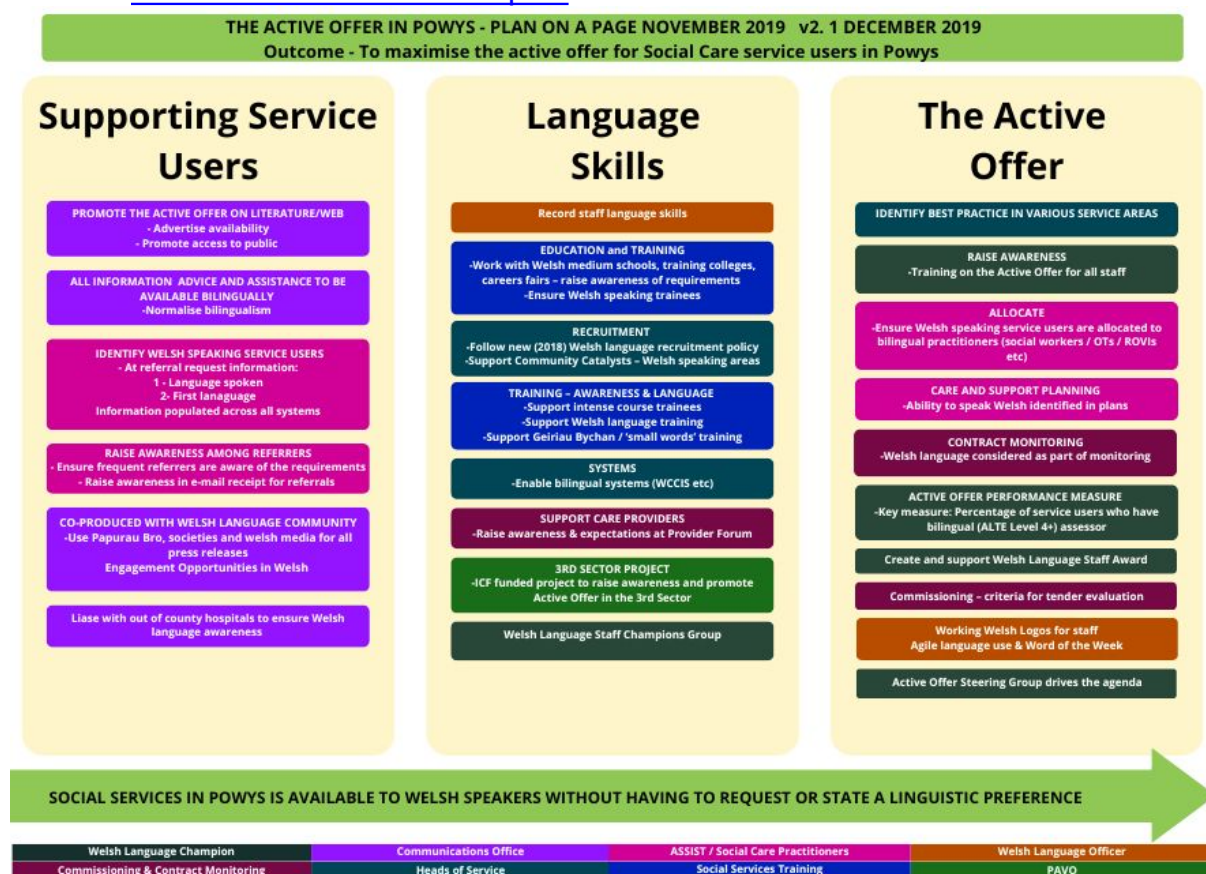 THE ACTIVE OFFER IN POWYS - PLAN ON A PAGE NOVEMBER 2019 v2. 1 DECEMBER 2019
Outcome - To maximise the active offer for Social Care service users in Powys
Supporting Service
Users
PROMOTE THE ACTIVE OFFER ON LITERATURE/WEB
- Advertise availability
- Promote access to public
ALL INFORMATION ADVICE AND ASSISTANCE TO BE
AVAILABLE BILINGUALLY
-Normalise bilingualism
IDENTIFY WELSH SPEAKING SERVICE USERS
- At referral request information:
1 - Language spoken
2- First lanaguage
Information populated across all systems
RAISE AWARENESS AMONG REFERRERS
- Ensure frequent referrers are aware of the requirements
- Raise awareness in e-mail receipt for referrals
CO-PRODUCED WITH WELSH LANGUAGE COMMUNITY
-Use Papurau Bro, societies and welsh media for all
press releases
Engagement Opportunities in Welsh
Liase with out of county hospitals to ensure Welsh
language awareness
Language
Skills
Record staff language skills
EDUCATION and TRAINING
-Work with Welsh medium schools, training colleges,
careers fairs – raise awareness of requirements
-Ensure Welsh speaking trainees
RECRUITMENT
-Follow new (2018) Welsh language recruitment policy
-Support Community Catalysts – Welsh speaking areas
TRAINING – AWARENESS & LANGUAGE
-Support intense course trainees
-Support Welsh language training
-Support Geiriau Bychan / 'small words' training
SYSTEMS
-Enable bilingual systems (WCCIS etc)
SUPPORT CARE PROVIDERS
-Raise awareness & expectations at Provider Forum
3RD SECTOR PROJECT
-ICF funded project to raise awareness and promote
Active Offer in the 3rd Sector
Welsh Language Staff Champions Group
The Active
Offer
IDENTIFY BEST PRACTICE IN VARIOUS SERVICE AREAS
RAISE AWARENESS
-Training on the Active Offer for all staff
ALLOCATE
-Ensure Welsh speaking service users are allocated to
bilingual practitioners (social workers / OTs / ROVIs
etc)
CARE AND SUPPORT PLANNING
-Ability to speak Welsh identified in plans
CONTRACT MONITORING
-Welsh language considered as part of monitoring
ACTIVE OFFER PERFORMANCE MEASURE
-Key measure: Percentage of service users who have
bilingual (ALTE Level 4+) assessor
Create and support Welsh Language Staff Award
Commissioning – criteria for tender evaluation
Working Welsh Logos for staff
Agile language use & Word of the Week
Active Offer Steering Group drives the agenda
SOCIAL SERVICES IN POWYS IS AVAILABLE TO WELSH SPEAKERS WITHOUT HAVING TO REQUEST OR STATE A LINGUISTIC PREFERENCE
Welsh Language Champion Communications Office ASSIST / Social Care Practitioners Welsh Language Officer
Commissioning & Contract Monitoring Heads of Service Social Services Training PAVO